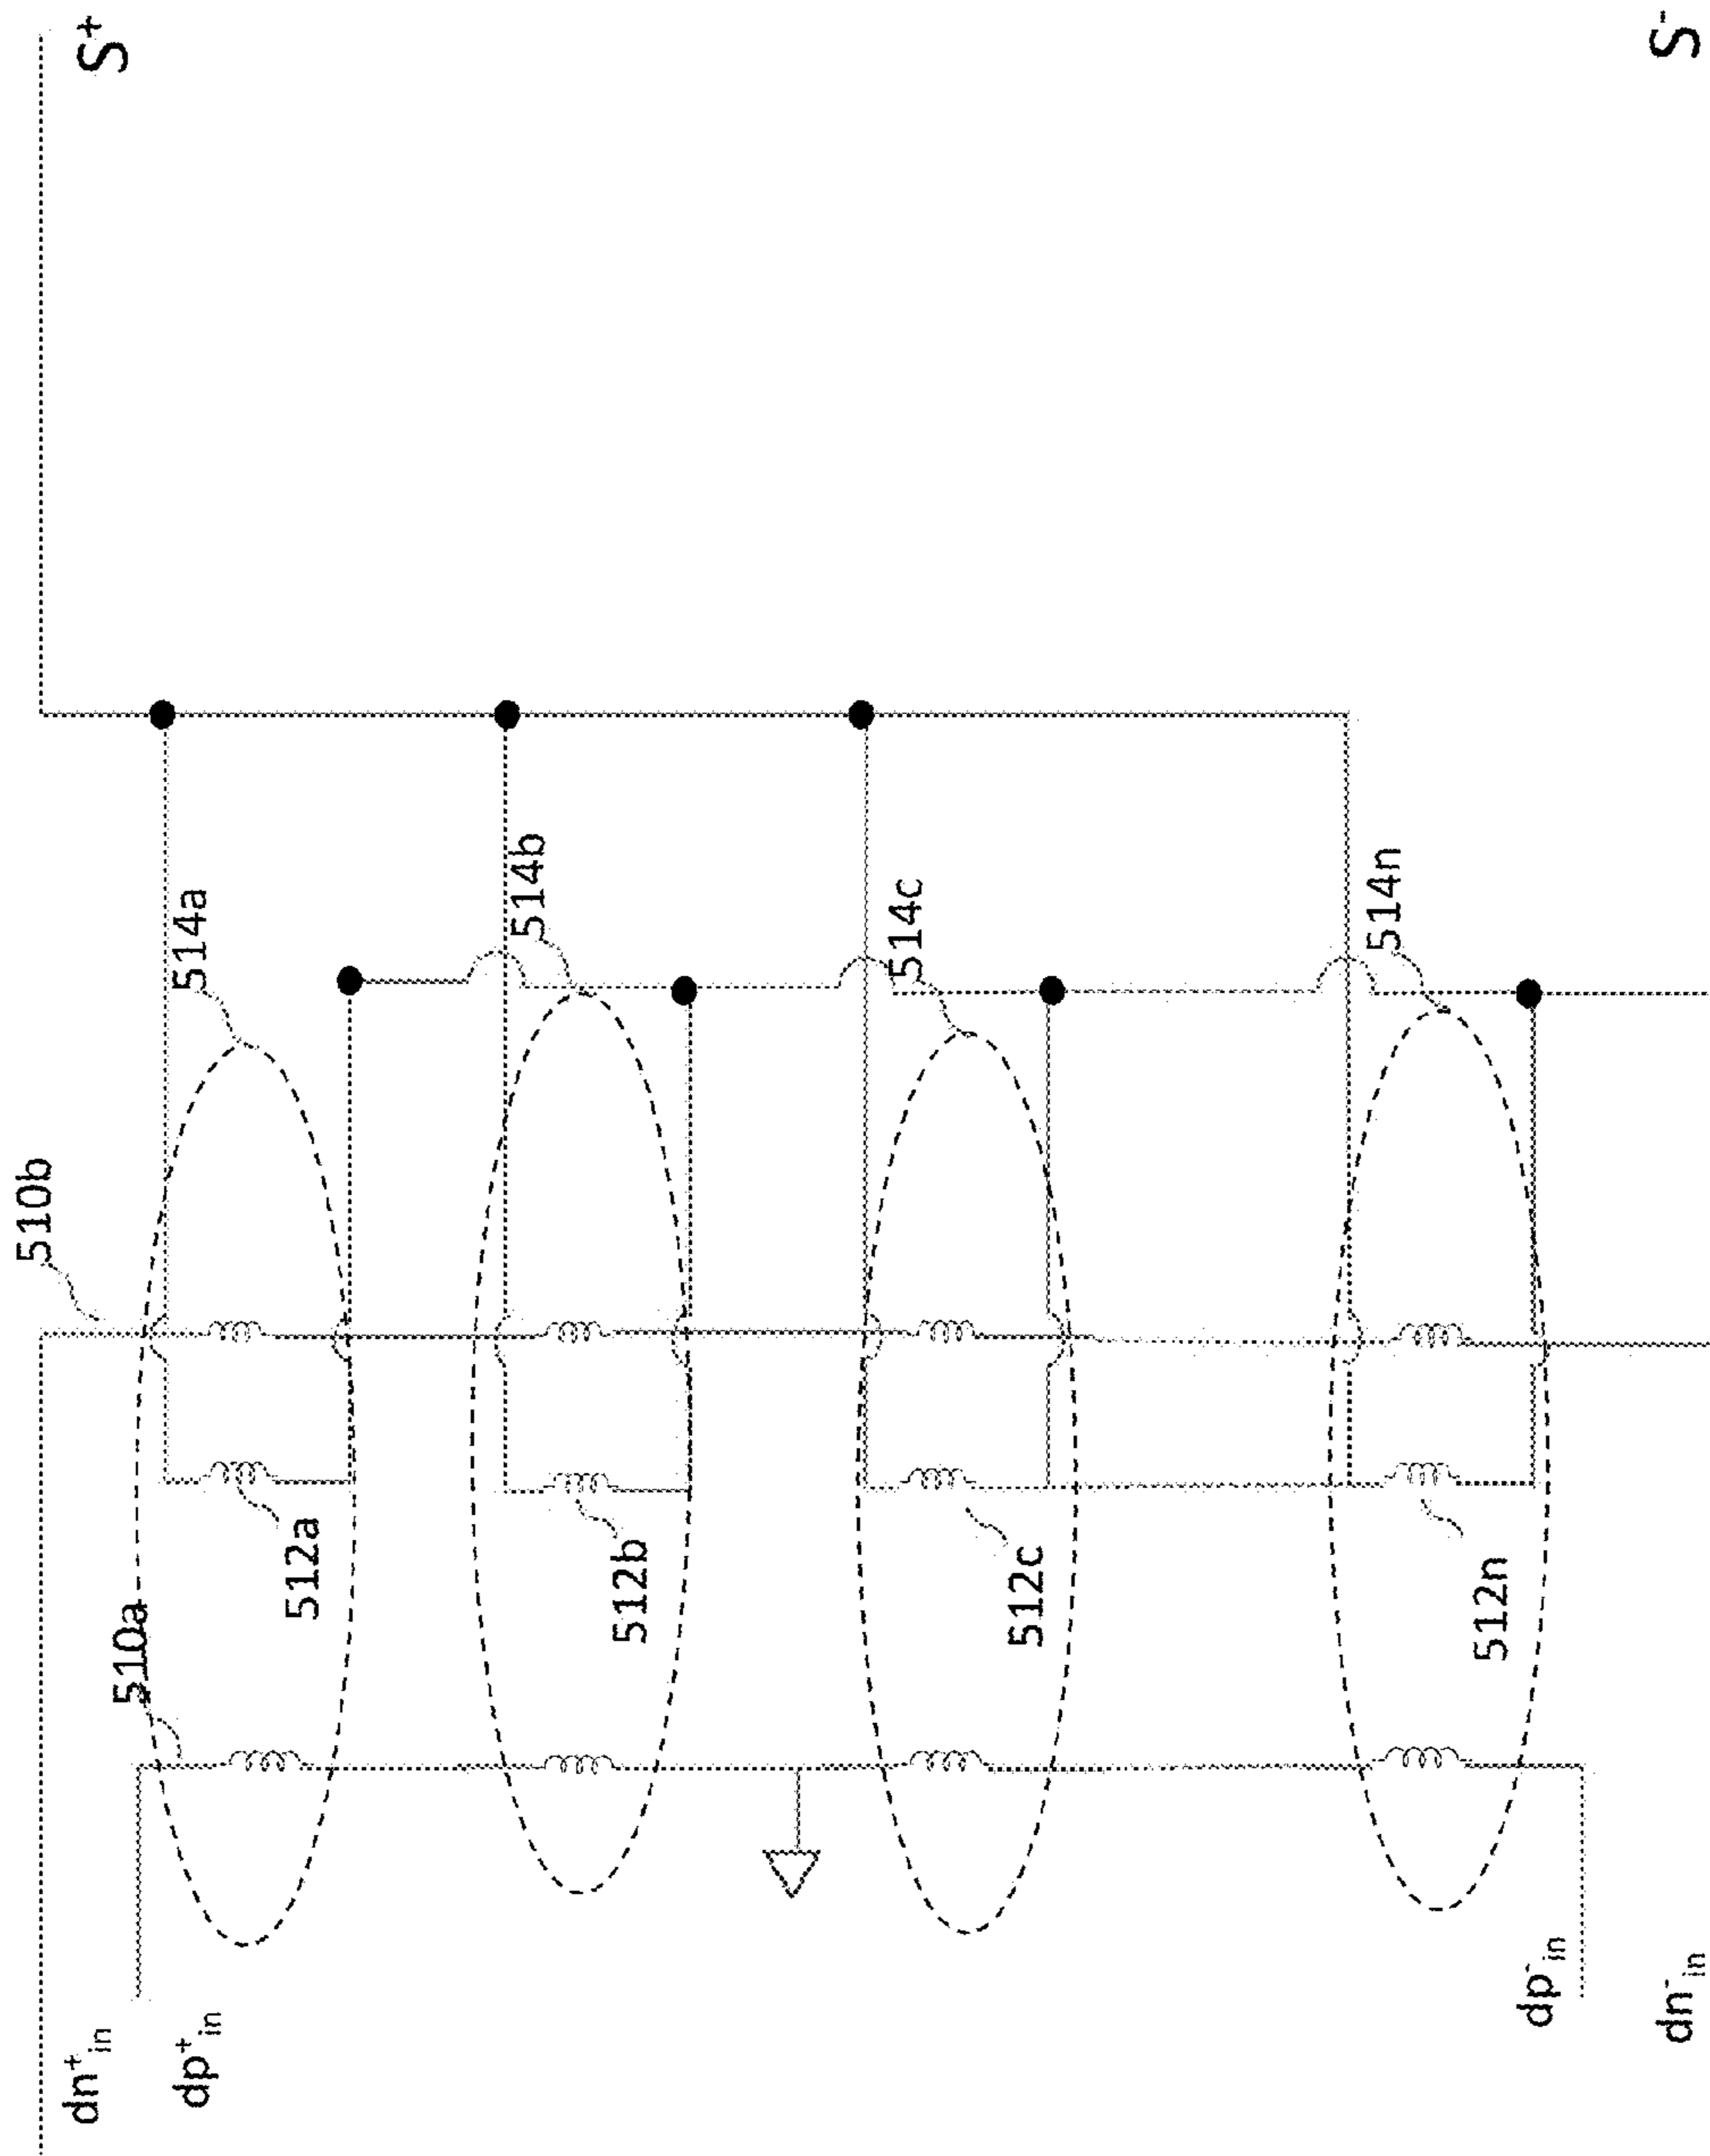 510b
dn⁺ᵢₙ
S⁺
510a
dp⁺ᵢₙ
514a
512a
514b
512b
514c
512c
514n
512n
dp⁻ᵢₙ
dn⁻ᵢₙ
S⁻